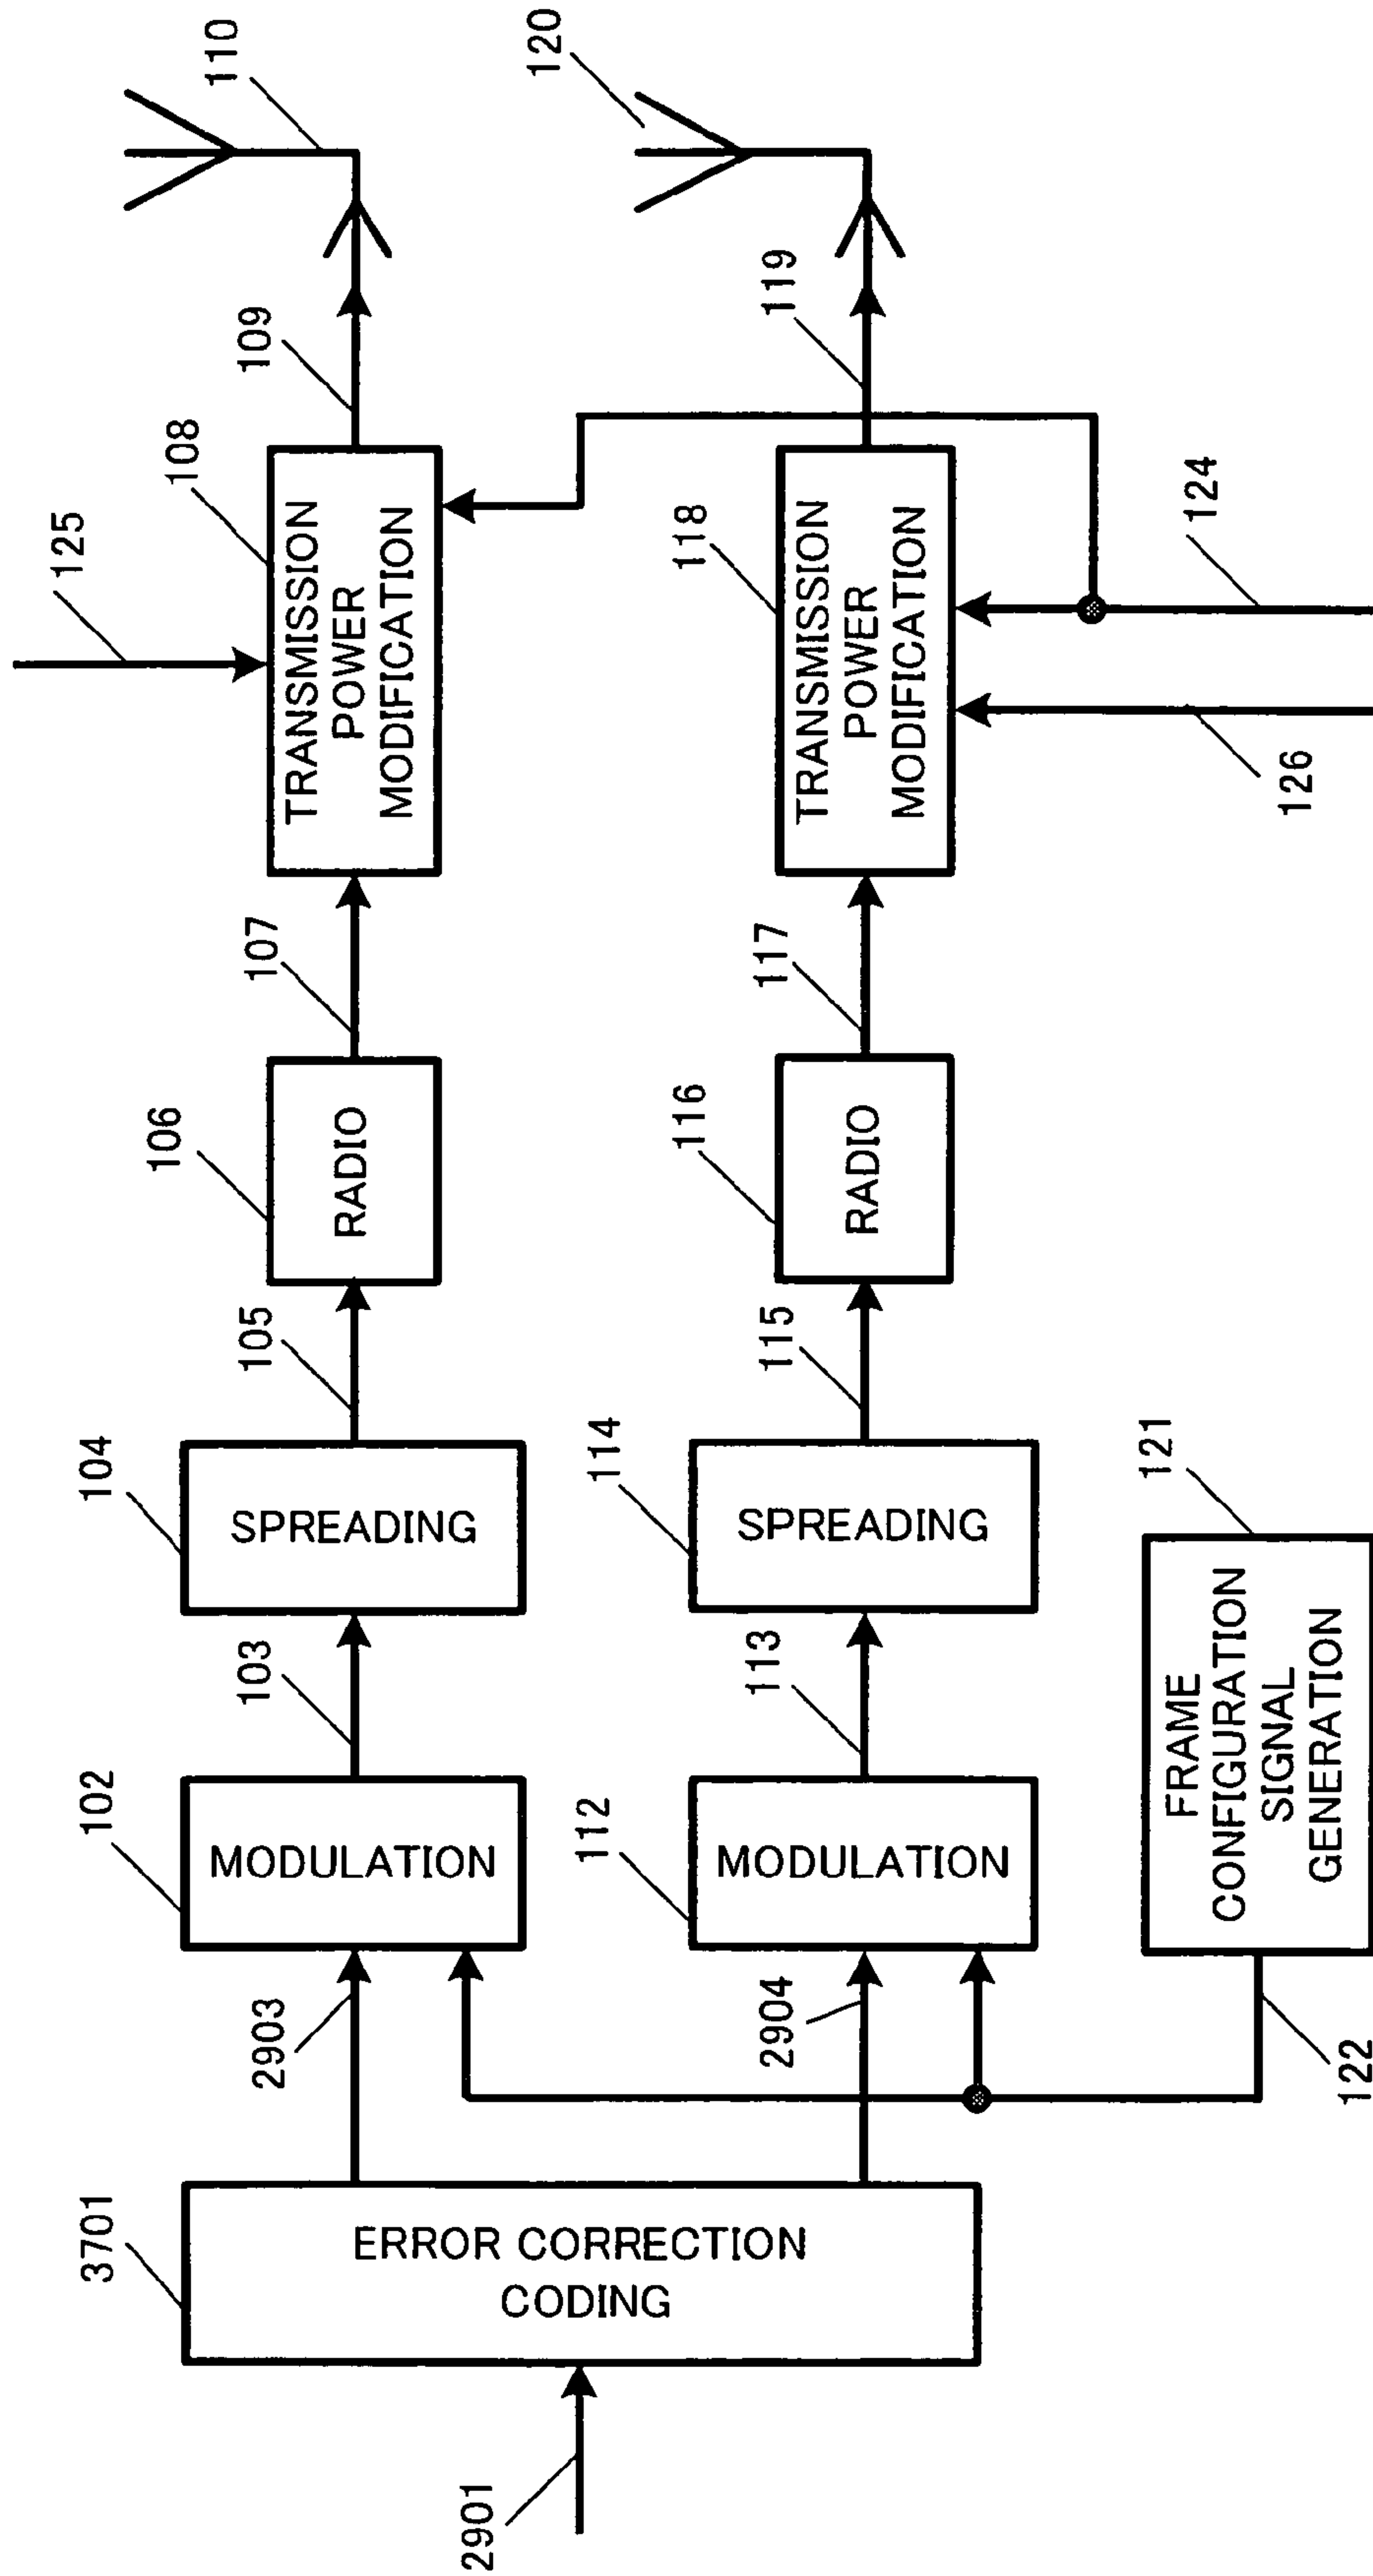 2901
3701
ERROR CORRECTION
CODING
2903
2904
122
102
MODULATION
103
104
SPREADING
105
106
RADIO
107
108
TRANSMISSION
POWER
MODIFICATION
125
109
110
112
MODULATION
113
114
SPREADING
115
116
RADIO
117
118
TRANSMISSION
POWER
MODIFICATION
119
120
121
FRAME
CONFIGURATION
SIGNAL
GENERATION
126
124